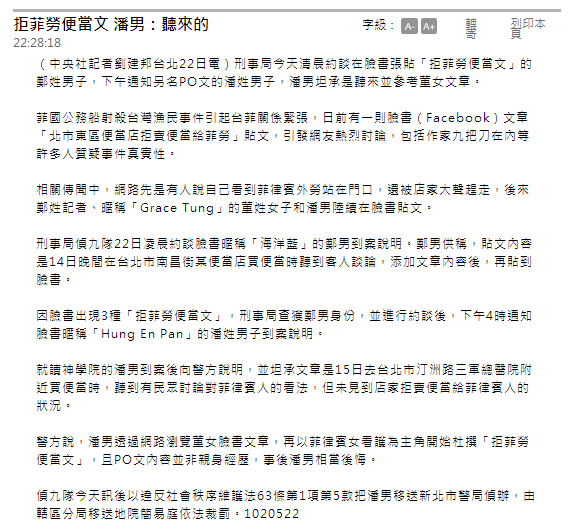 拒菲勞便當文 潘男：聽來的
字級： A- A+ 轉寄 列印本頁
22:28:18
（中央社記者劉建邦台北22日電）刑事局今天清晨約談在臉書張貼「拒菲勞便當文」的
鄭姓男子，下午通知另名PO文的潘姓男子，潘男坦承是聽來並參考董女文章。
菲國公務船射殺台灣漁民事件引起台菲關係緊張，日前有一則臉書（Facebook）文章
「北市東區便當店拒賣便當給菲勞」貼文，引發網友熱烈討論，包括作家九把刀在內等
許多人質疑事件真實性。
相關傳聞中，網路先是有人說自己看到菲律賓外勞站在門口，還被店家大聲趕走，後來
鄭姓記者、暱稱「Grace Tung」的董姓女子和潘男陸續在臉書貼文。
刑事局偵九隊22日凌晨約談臉書暱稱「海洋藍」的鄭男到案說明。鄭男供稱，貼文內容
是14日晚間在台北市南昌街某便當店買便當時聽到客人談論，添加文章內容後，再貼到
臉書。
因臉書出現3種「拒菲勞便當文」，刑事局查獲鄭男身份，並進行約談後，下午4時通知
臉書暱稱「Hung En Pan」的潘姓男子到案說明。
就讀神學院的潘男到案後向警方說明，並坦承文章是15日去台北市汀洲路三軍總醫院附
近買便當時，聽到有民眾討論對菲律賓人的看法，但未見到店家拒賣便當給菲律賓人的
狀況。
警方說，潘男透過網路瀏覽董女臉書文章，再以菲律賓女看護為主角開始杜撰「拒菲勞
便當文」，且PO文內容並非親身經歷，事後潘男相當後悔。
偵九隊今天訊後以違反社會秩序維護法63條第1項第5款把潘男移送新北市警局偵辦，由
轄區分局移送地院簡易庭依法裁罰。1020522